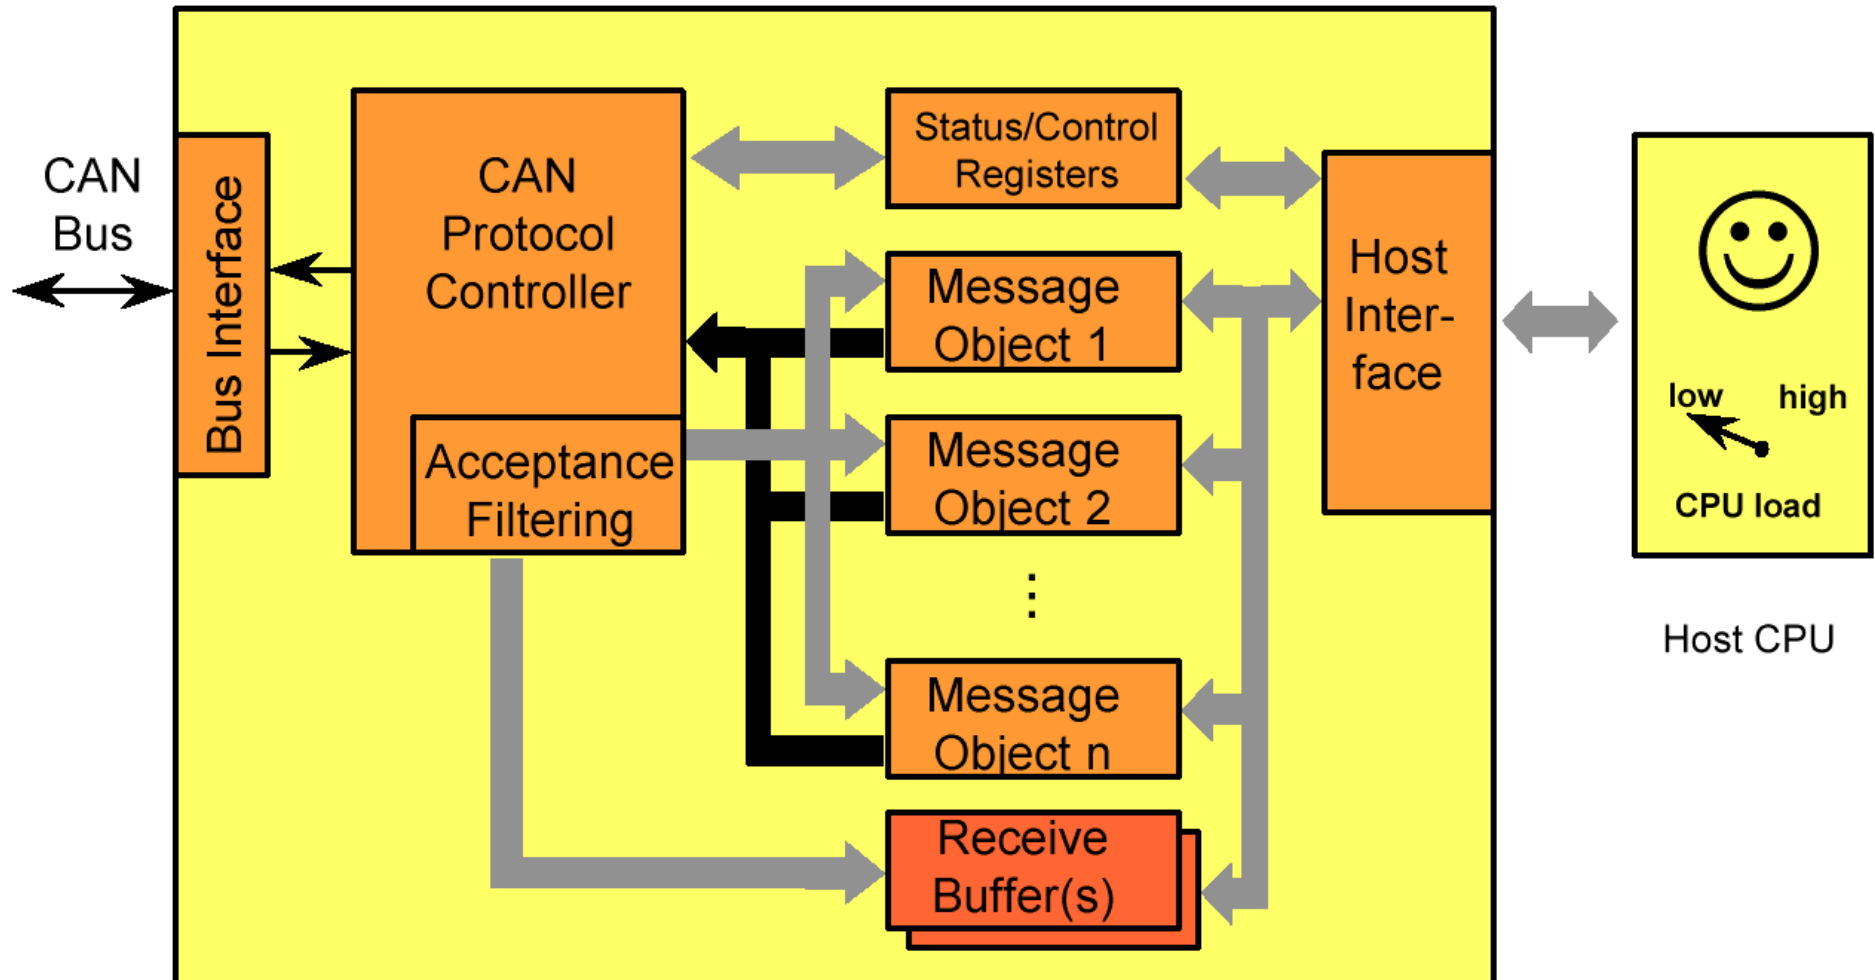 CAN
Bus
Bus Interface
CAN
Protocol
Controller
Acceptance
Filtering
Status/Control
Registers
Message
Object 1
Message
Object 2
⋮
Message
Object n
Receive
Buffer(s)
Host
Inter-
face
low
high
CPU load
Host CPU